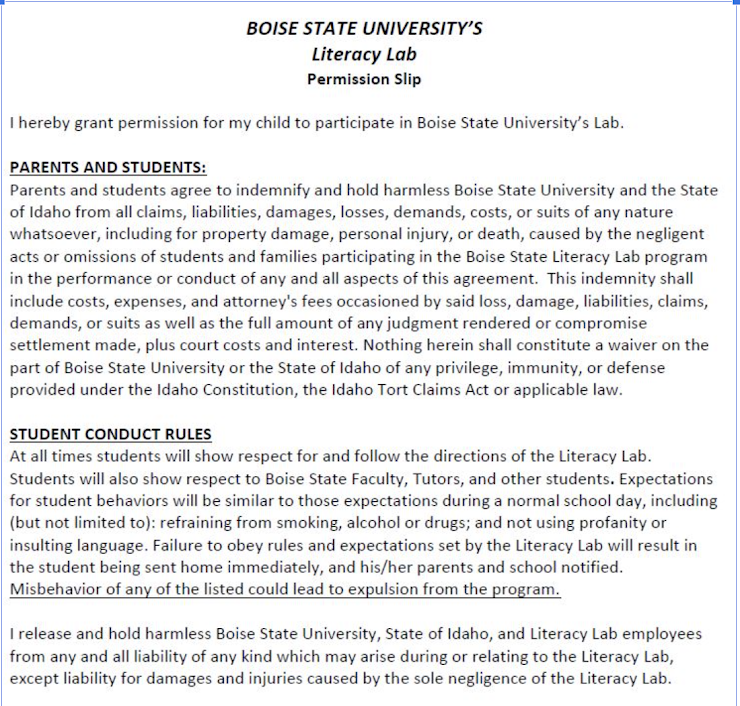 BOISE STATE UNIVERSITY'S
Literacy Lab
Permission Slip
I hereby grant permission for my child to participate in Boise State University's Lab.
PARENTS AND STUDENTS:
Parents and students agree to indemnify and hold harmless Boise State University and the State
of Idaho from all claims, liabilities, damages, losses, demands, costs, or suits of any nature
whatsoever, including for property damage, personal injury, or death, caused by the negligent
acts or omissions of students and families participating in the Boise State Literacy Lab program
in the performance or conduct of any and all aspects of this agreement.  This indemnity shall
include costs, expenses, and attorney's fees occasioned by said loss, damage, liabilities, claims,
demands, or suits as well as the full amount of any judgment rendered or compromise
settlement made, plus court costs and interest. Nothing herein shall constitute a waiver on the
part of Boise State University or the State of Idaho of any privilege, immunity, or defense
provided under the Idaho Constitution, the Idaho Tort Claims Act or applicable law.
STUDENT CONDUCT RULES
At all times students will show respect for and follow the directions of the Literacy Lab.
Students will also show respect to Boise State Faculty, Tutors, and other students. Expectations
for student behaviors will be similar to those expectations during a normal school day, including
(but not limited to): refraining from smoking, alcohol or drugs; and not using profanity or
insulting language. Failure to obey rules and expectations set by the Literacy Lab will result in
the student being sent home immediately, and his/her parents and school notified.
Misbehavior of any of the listed could lead to expulsion from the program.
I release and hold harmless Boise State University, State of Idaho, and Literacy Lab employees
from any and all liability of any kind which may arise during or relating to the Literacy Lab,
except liability for damages and injuries caused by the sole negligence of the Literacy Lab.